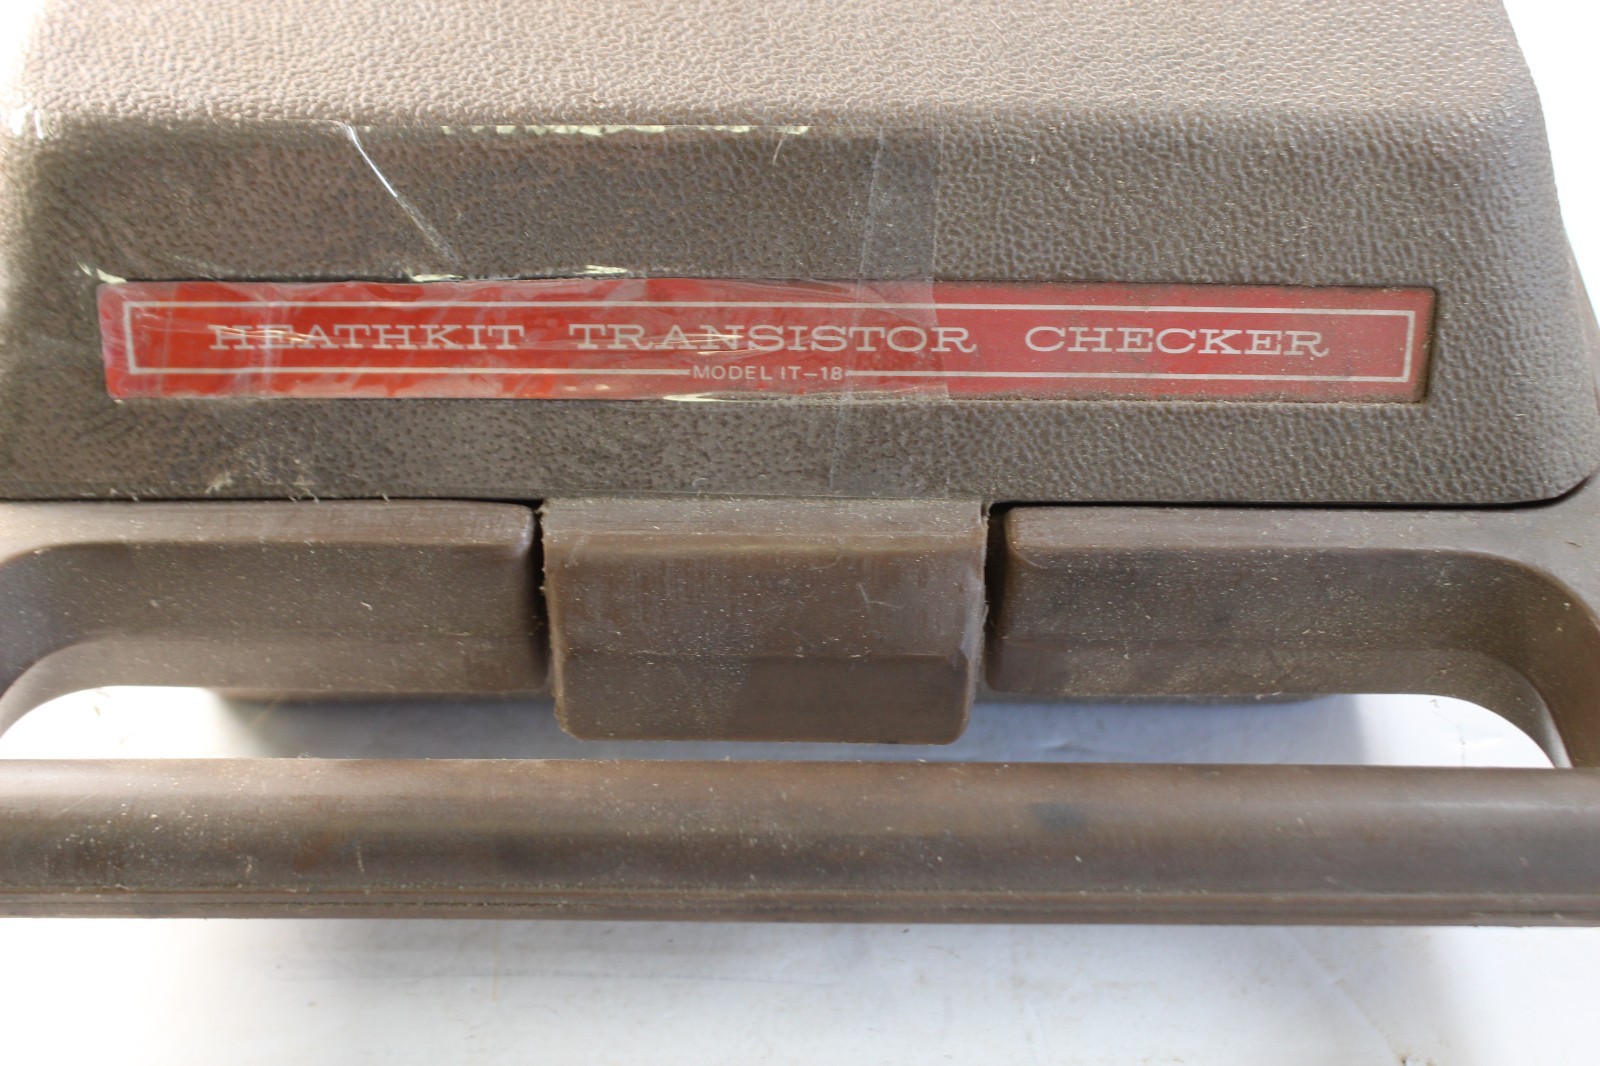 HEATHKIT TRANSISTOR CHECKER
MODEL IT-18